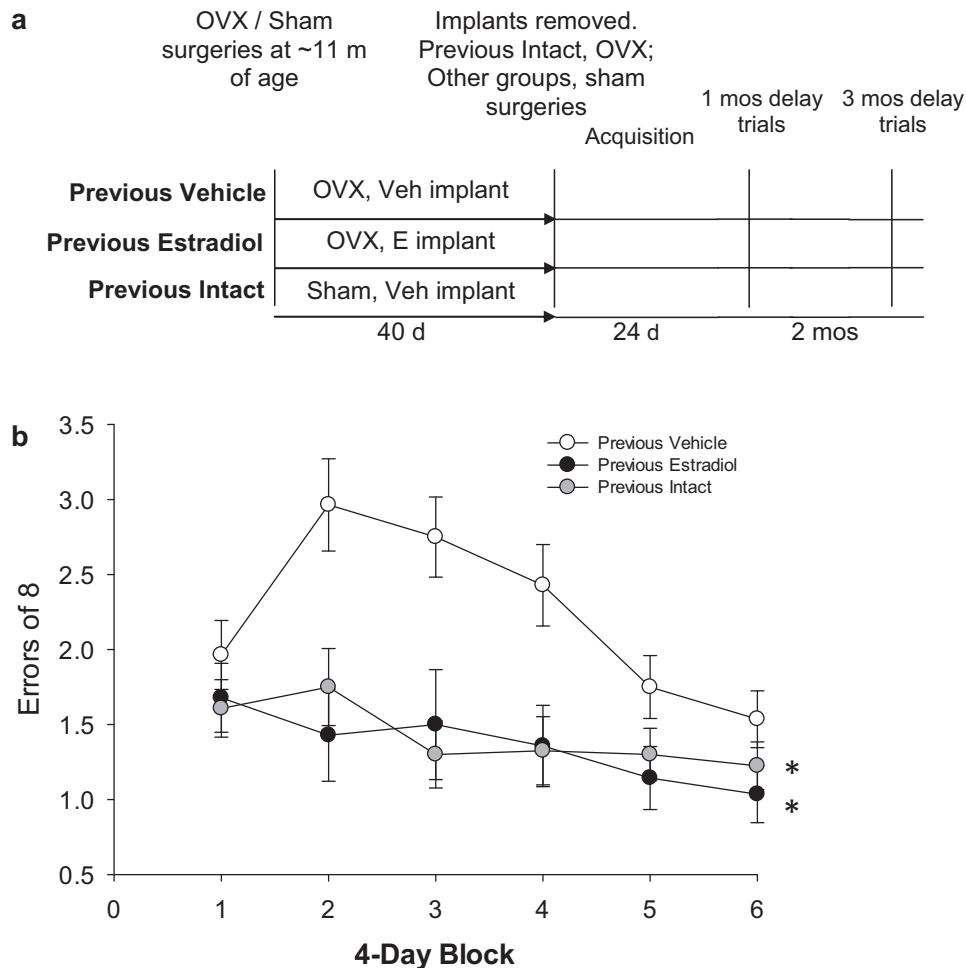 a
OVX / Sham
surgeries at ~11 m
of age
Implants removed.
Previous Intact, OVX;
Other groups, sham
surgeries
Acquisition
1 mos delay
trials
3 mos delay
trials
Previous Vehicle
OVX, Veh implant
Previous Estradiol
OVX, E implant
Previous Intact
Sham, Veh implant
40 d
24 d
2 mos
b
Previous Vehicle
Previous Estradiol
Previous Intact
Errors of 8
3.5
3.0
2.5
2.0
1.5
1.0
0.5
*
*
0 1 2 3 4 5 6
4-Day Block